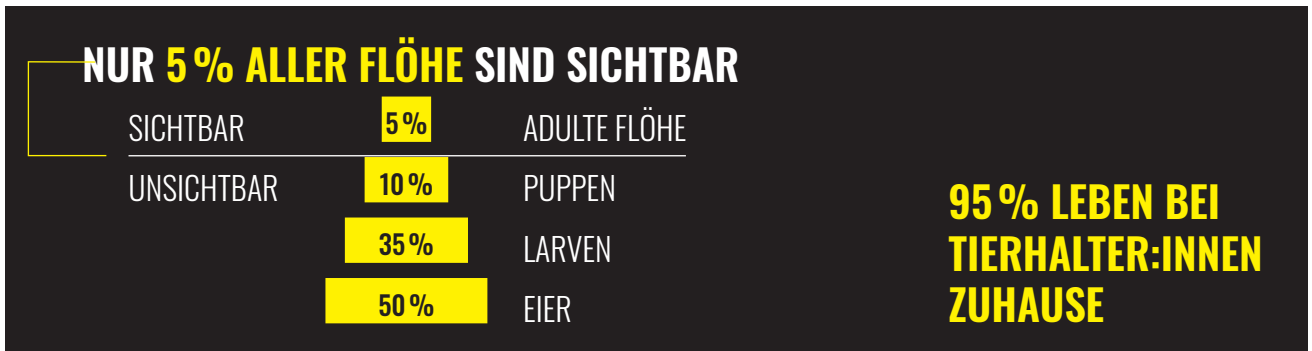 NUR 5 % ALLER FLÖHE SIND SICHTBAR
SICHTBAR 5 % ADULTE FLÖHE
UNSICHTBAR 10 % PUPPEN
35 % LARVEN
50 % EIER
95 % LEBEN BEI
TIERHALTER:INNEN
ZUHAUSE